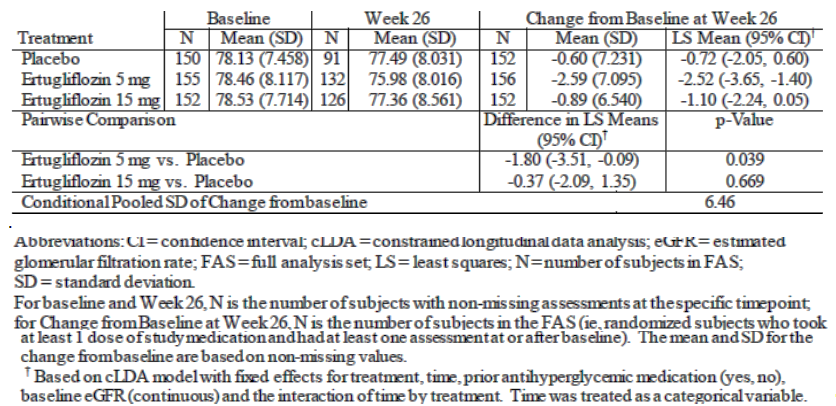 Baseline Week 26 Change from Baseline at Week 26
Treatment N Mean (SD) N Mean (SD) N Mean (SD) LS Mean (95% CI)†
Placebo 150 78.13 (7.458) 91 77.49 (8.031) 152 -0.60 (7.231) -0.72 (-2.05, 0.60)
Ertugliflozin 5 mg 155 78.46 (8.117) 132 75.98 (8.016) 156 -2.59 (7.095) -2.52 (-3.65, -1.40)
Ertugliflozin 15 mg 152 78.53 (7.714) 126 77.36 (8.561) 152 -0.89 (6.540) -1.10 (-2.24, 0.05)
Pairwise Comparison Difference in LS Means p-Value
(95% CI)†
Ertugliflozin 5 mg vs. Placebo -1.80 (-3.51, -0.09) 0.039
Ertugliflozin 15 mg vs. Placebo -0.37 (-2.09, 1.35) 0.669
Conditional Pooled SD of Change from baseline 6.46
Abbreviations: CI = confidence interval; cLDA = constrained longitudinal data analysis; eGFR = estimated
glomerular filtration rate; FAS = full analysis set; LS = least squares; N = number of subjects in FAS;
SD = standard deviation.
For baseline and Week 26, N is the number of subjects with non-missing assessments at the specific timepoint;
for Change from Baseline at Week 26, N is the number of subjects in the FAS (ie, randomized subjects who took
at least 1 dose of study medication and had at least one assessment at or after baseline). The mean and SD for the
change from baseline are based on non-missing values.
† Based on cLDA model with fixed effects for treatment, time, prior antihyperglycemic medication (yes, no),
baseline eGFR (continuous) and the interaction of time by treatment. Time was treated as a categorical variable.